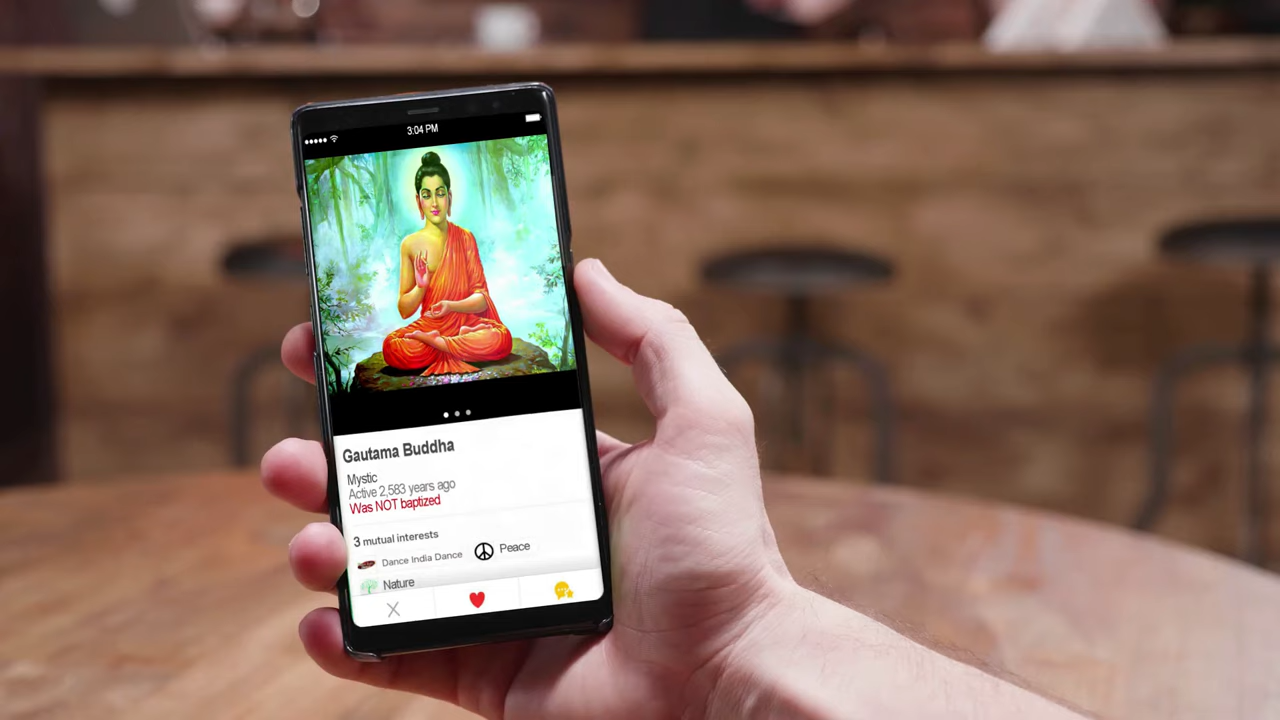 3:04 PM
Gautama Buddha
Mystic
Active 2,583 years ago
Was NOT baptized
3 mutual interests
Dance India Dance
Peace
Nature